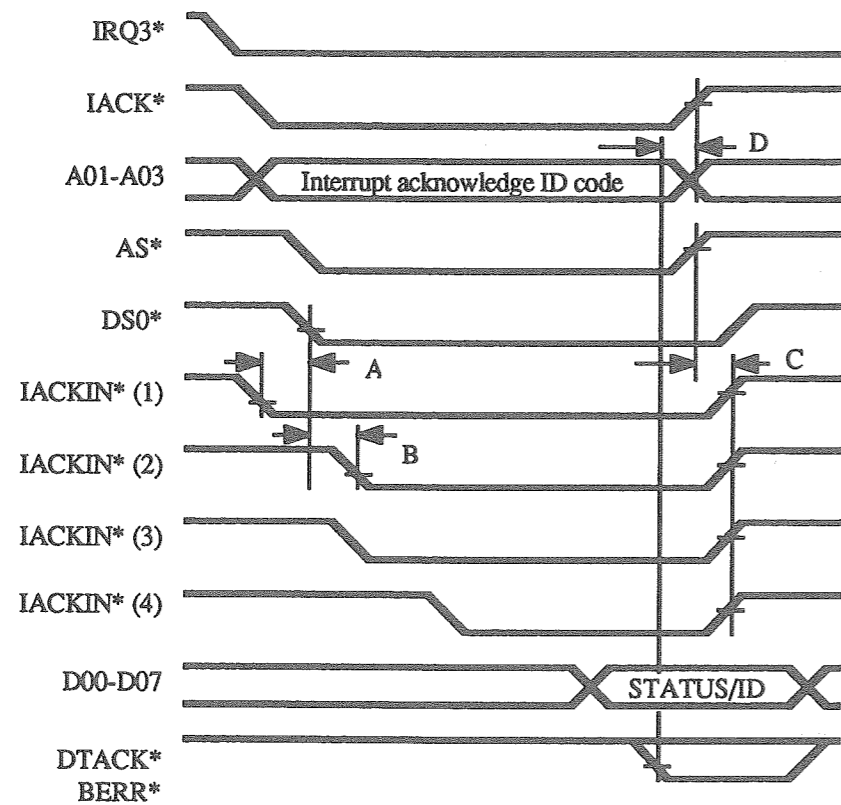 IRQ3*
IACK*
D
A01-A03
Interrupt acknowledge ID code
AS*
DS0*
A
C
IACKIN* (1)
B
IACKIN* (2)
IACKIN* (3)
IACKIN* (4)
D00-D07
STATUS/ID
DTACK*
BERR*